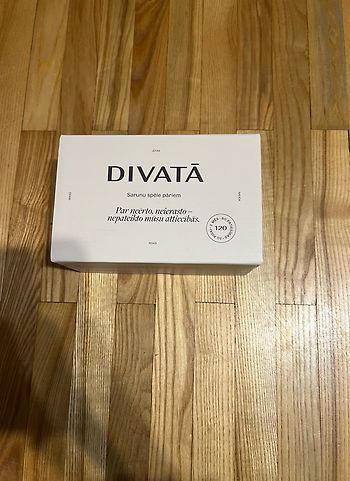 DIVATĀ
Sarunu spēle pāriem
Par neērto, neierasto –
nepateikto mūsu attiecībās.
120